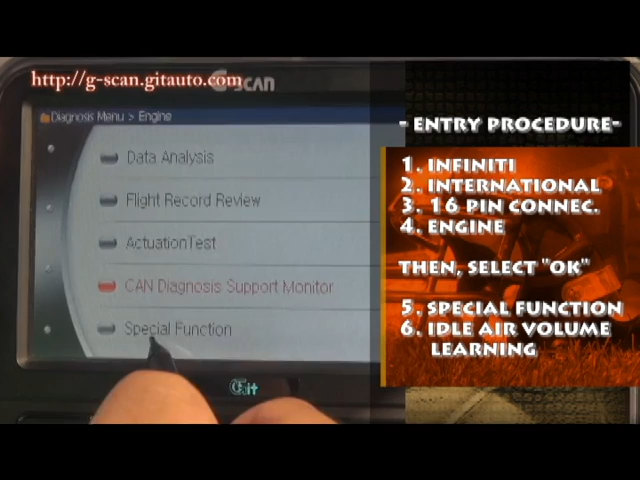 http://g-scan.gitauto.com
G SCAN
Diagnosis Menu > Engine
Data Analysis
Flight Record Review
ActuationTest
CAN Diagnosis Support Monitor
Special Function
Git
- ENTRY PROCEDURE-
1. INFINITI
2. INTERNATIONAL
3. 16 PIN CONNEC.
4. ENGINE
THEN, SELECT "OK"
5. SPECIAL FUNCTION
6. IDLE AIR VOLUME
LEARNING